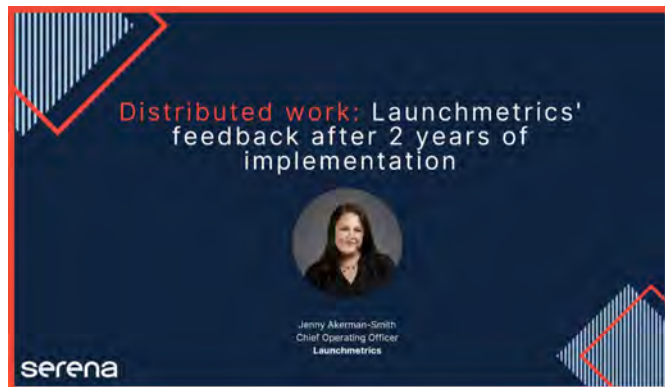 Distributed work: Launchmetrics'
feedback after 2 years of
implementation
Jenny Akerman-Smith
Chief Operating Officer
Launchmetrics
serena